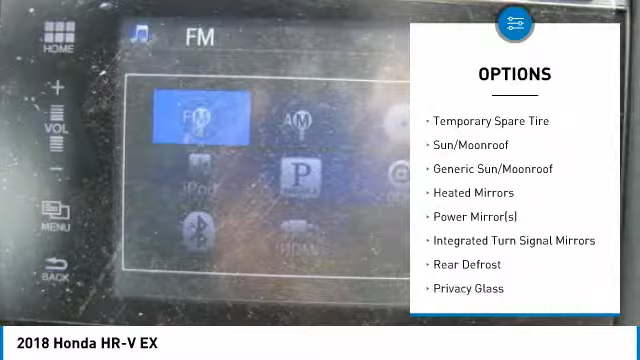 HOME
FM
+
VOL
-
FM
AM
iPod
P
HDMI
MENU
BACK
OPTIONS
Temporary Spare Tire
Sun/Moonroof
Generic Sun/Moonroof
Heated Mirrors
Power Mirror(s)
Integrated Turn Signal Mirrors
Rear Defrost
Privacy Glass
2018 Honda HR-V EX